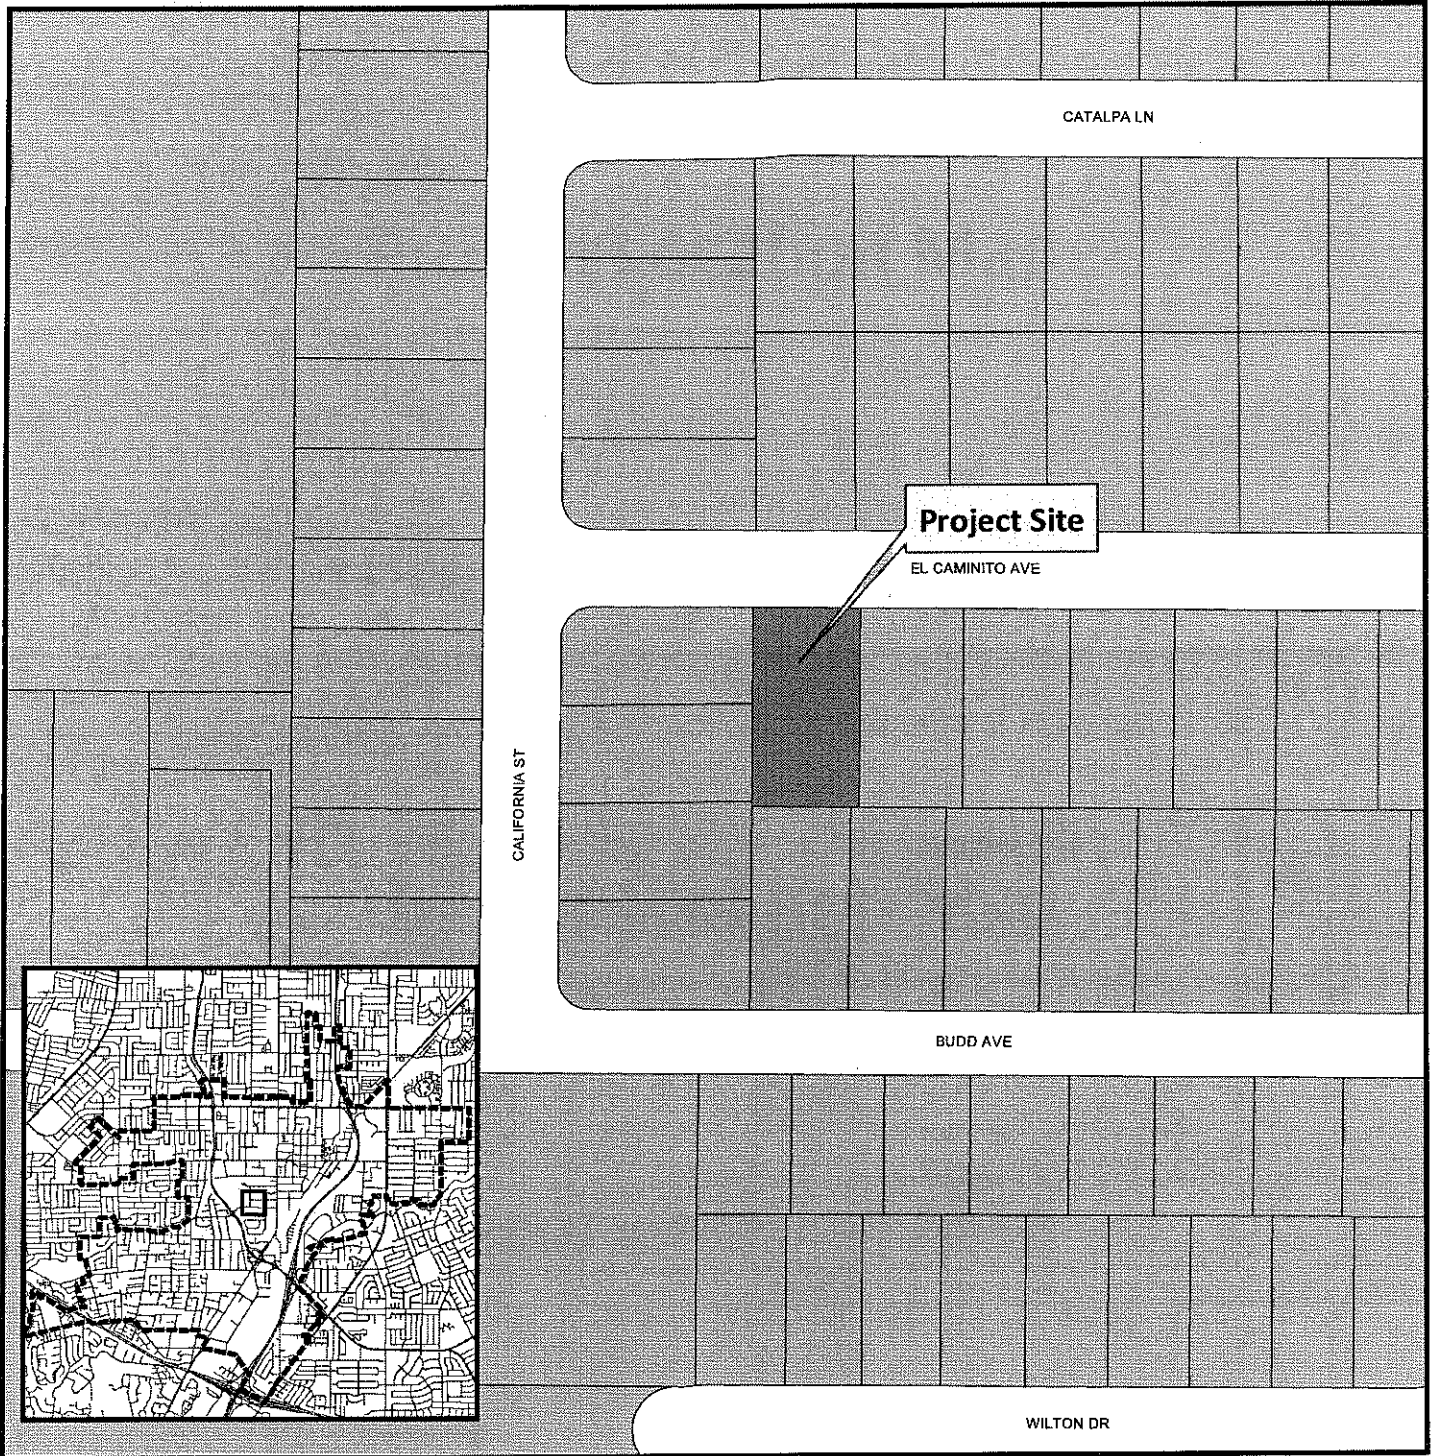 CATALPA LN
Project Site
EL CAMINITO AVE
CALIFORNIA ST
BUDD AVE
WILTON DR